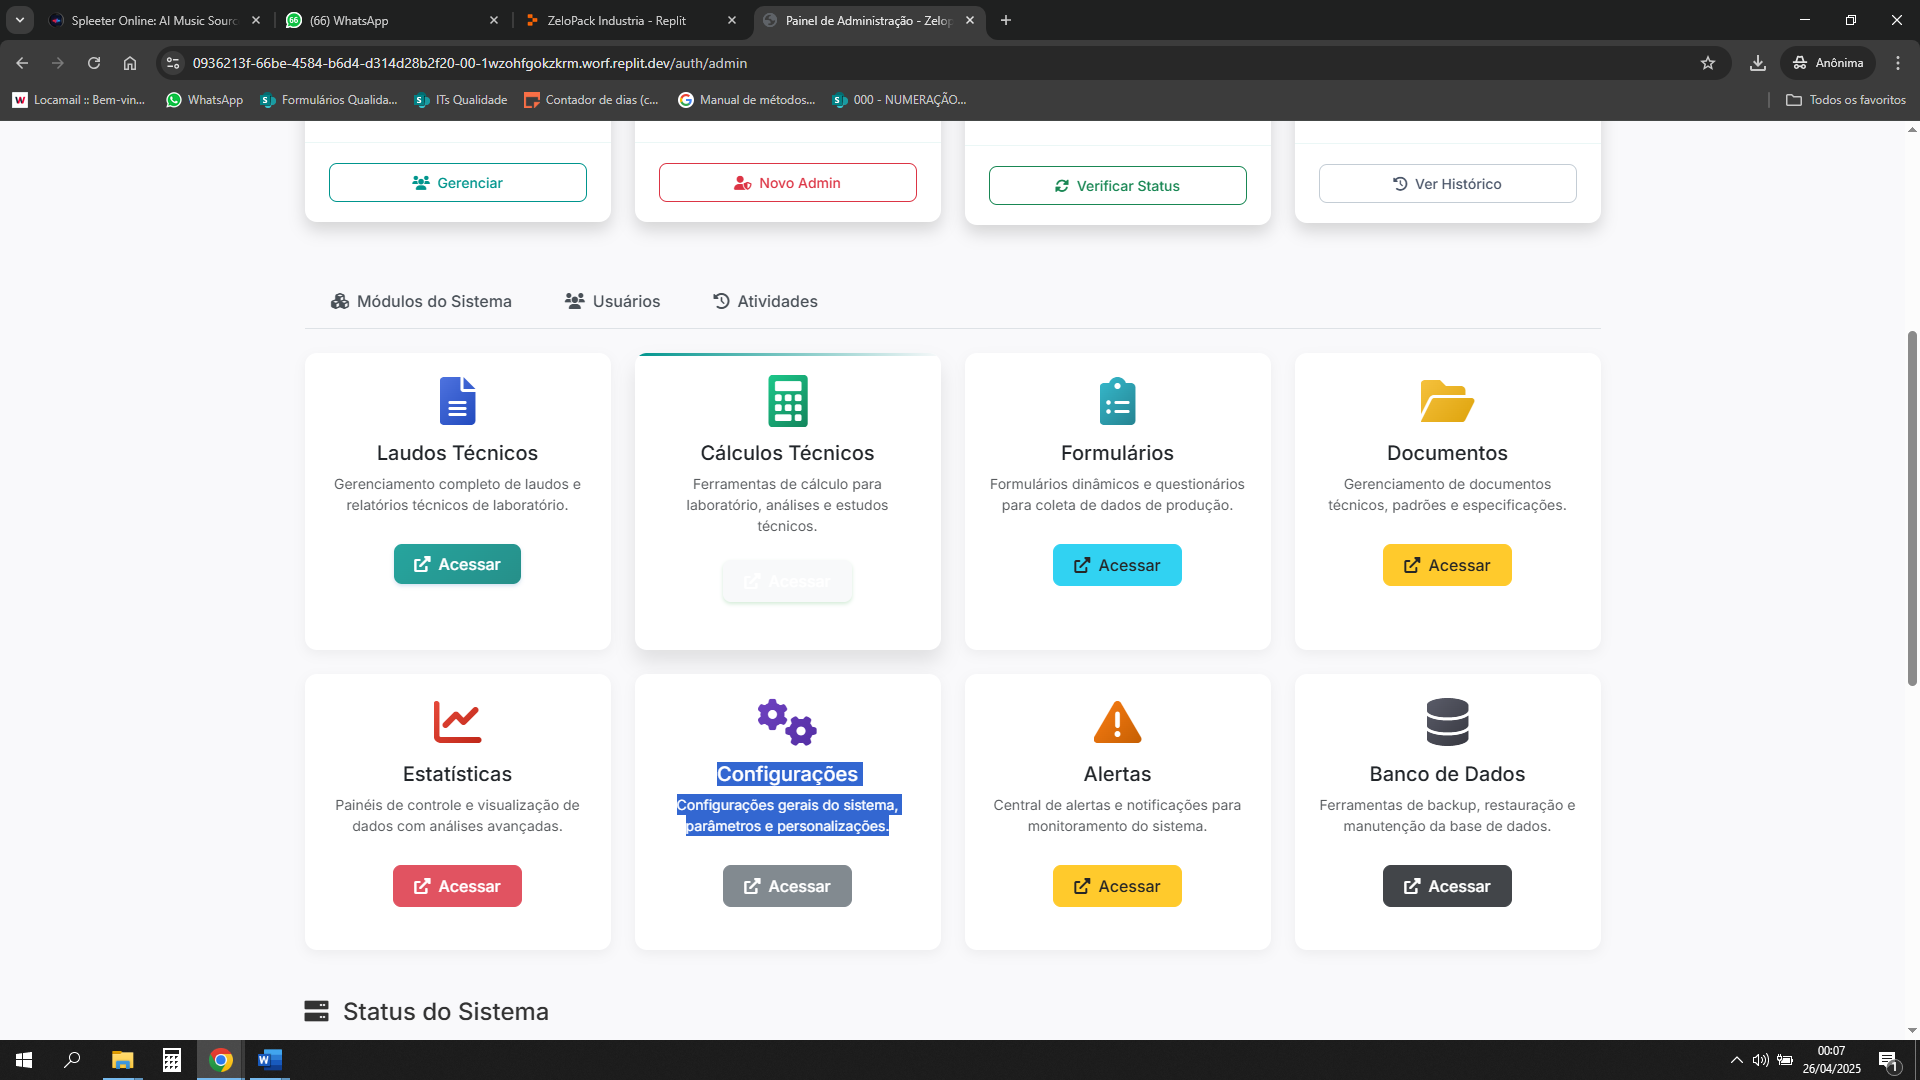 Spleeter Online: AI Music Sourc
(66) WhatsApp
ZeloPack Industria - Replit
Painel de Administração - Zelop
0936213f-66be-4584-b6d4-d314d28b2f20-00-1wzohfgokzkrm.worf.replit.dev/auth/admin
Anônima
Locamail :: Bem-vin...
WhatsApp
Formulários Qualida...
ITs Qualidade
Contador de dias (c...
Manual de métodos...
000 - NUMERAÇÃO...
Todos os favoritos
Gerenciar
Novo Admin
Verificar Status
Ver Histórico
Módulos do Sistema
Usuários
Atividades
Laudos Técnicos
Gerenciamento completo de laudos e
relatórios técnicos de laboratório.
Acessar
Cálculos Técnicos
Ferramentas de cálculo para
laboratório, análises e estudos
técnicos.
Acessar
Formulários
Formulários dinâmicos e questionários
para coleta de dados de produção.
Acessar
Documentos
Gerenciamento de documentos
técnicos, padrões e especificações.
Acessar
Estatísticas
Painéis de controle e visualização de
dados com análises avançadas.
Acessar
Configurações
Configurações gerais do sistema,
parâmetros e personalizações.
Acessar
Alertas
Central de alertas e notificações para
monitoramento do sistema.
Acessar
Banco de Dados
Ferramentas de backup, restauração e
manutenção da base de dados.
Acessar
Status do Sistema
00:07
26/04/2025
1